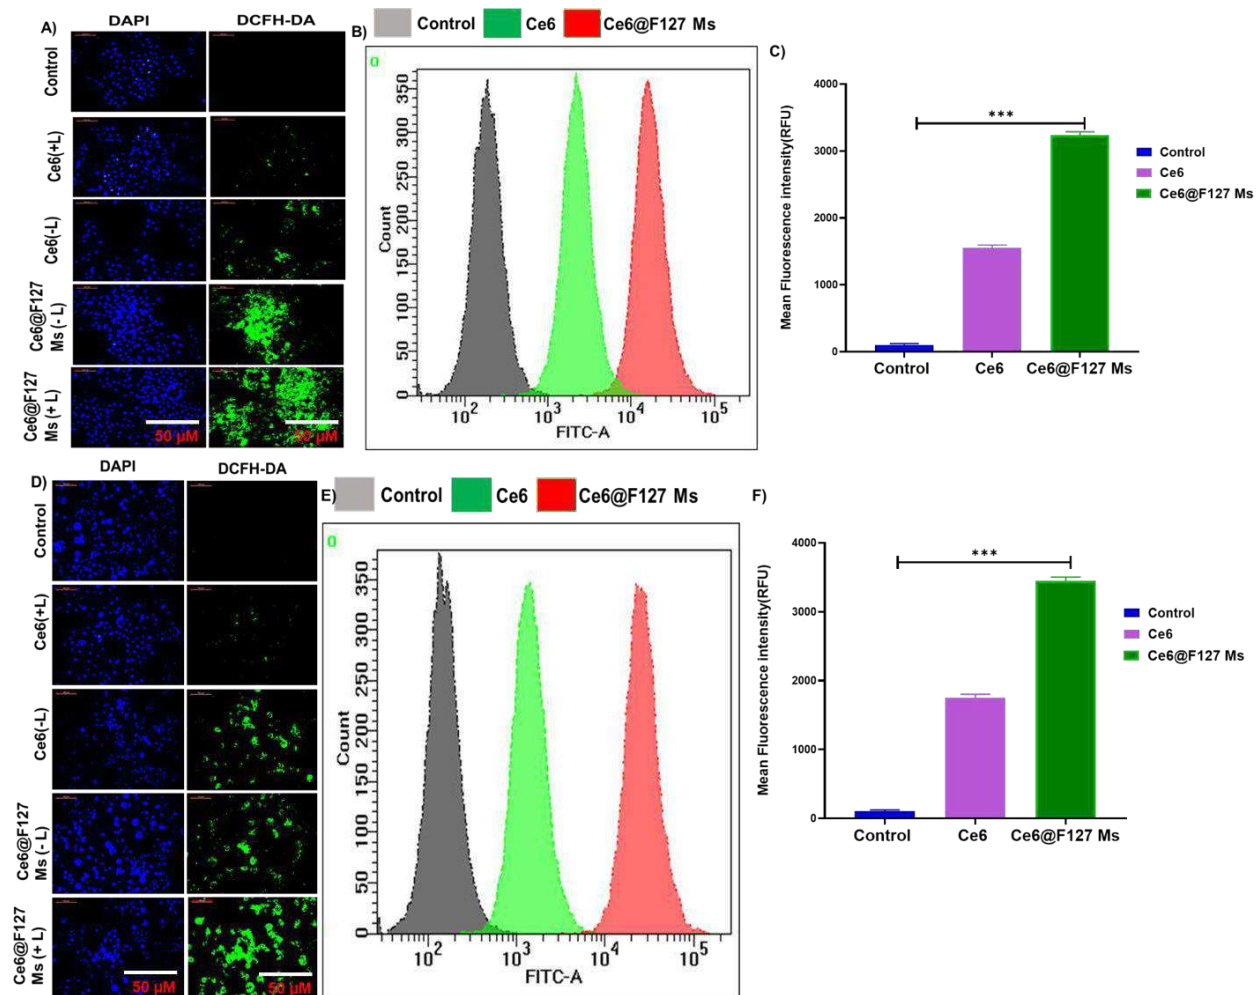 A)
DAPI
DCFH-DA
Control
Ce6(+L)
Ce6(-L)
Ce6@F127
Ms (- L)
Ce6@F127
Ms (+ L)
50 µM
50 µM
B)
Control
Ce6
Ce6@F127 Ms
0
Count
350
300
250
200
150
100
50
0
10^2
10^3
10^4
10^5
FITC-A
C)
Mean Fluorescence intensity(RFU)
4000
3000
2000
1000
0
***
Control
Ce6
Ce6@F127 Ms
Control
Ce6
Ce6@F127 Ms
D)
DAPI
DCFH-DA
Control
Ce6(+L)
Ce6(-L)
Ce6@F127
Ms (- L)
Ce6@F127
Ms (+ L)
50 µM
50 µM
E)
Control
Ce6
Ce6@F127 Ms
0
Count
350
300
250
200
150
100
50
0
10^2
10^3
10^4
10^5
FITC-A
F)
Mean Fluorescence intensity(RFU)
4000
3000
2000
1000
0
***
Control
Ce6
Ce6@F127 Ms
Control
Ce6
Ce6@F127 Ms